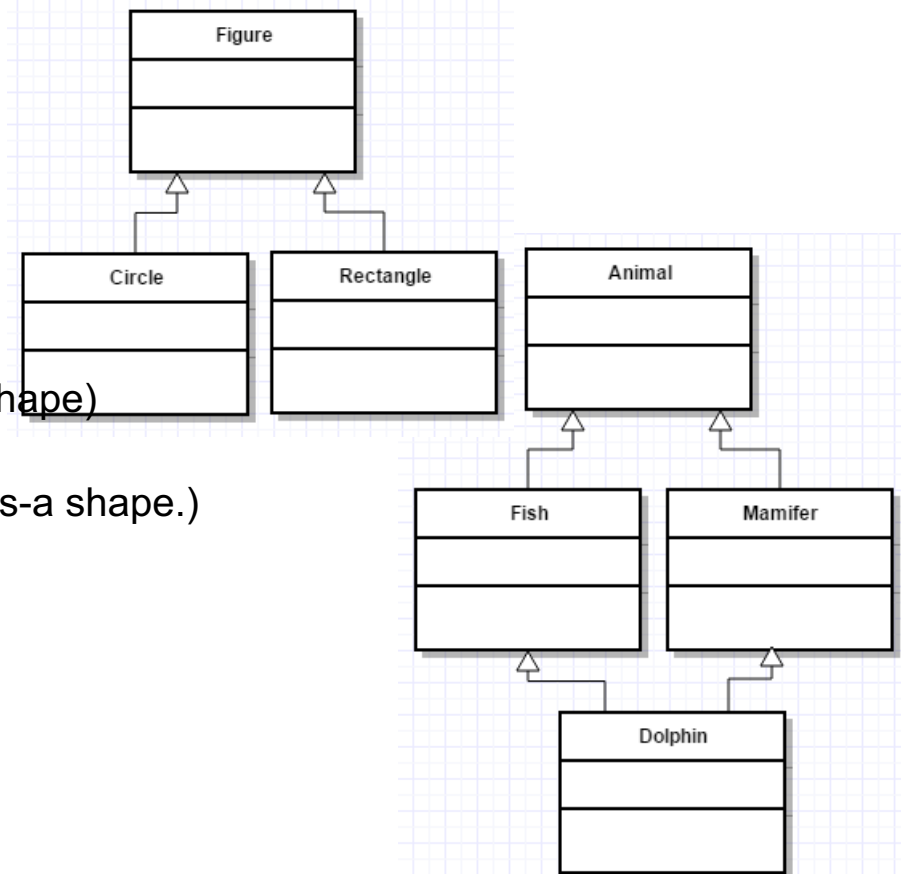 Figure
Circle
Rectangle
Animal
hape)
s-a shape.)
Fish
Mamifer
Dolphin